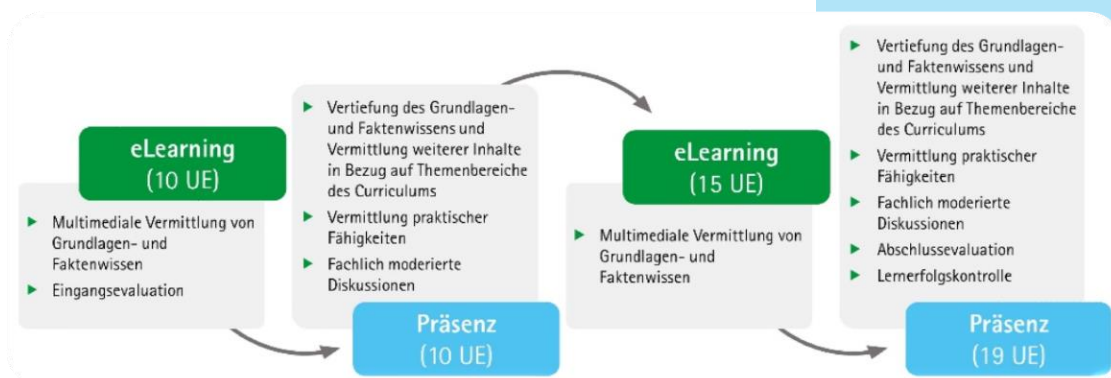 eLearning
(10 UE)
Multimediale Vermittlung von
Grundlagen- und
Faktenwissen
Eingangsevaluation
Vertiefung des Grundlagen-
und Faktenwissens und
Vermittlung weiterer Inhalte
in Bezug auf Themenbereiche
des Curriculums
Vermittlung praktischer
Fähigkeiten
Fachlich moderierte
Diskussionen
Präsenz
(10 UE)
eLearning
(15 UE)
Multimediale Vermittlung von
Grundlagen- und
Faktenwissen
Vertiefung des Grundlagen-
und Faktenwissens und
Vermittlung weiterer Inhalte
in Bezug auf Themenbereiche
des Curriculums
Vermittlung praktischer
Fähigkeiten
Fachlich moderierte
Diskussionen
Abschlussevaluation
Lernerfolgskontrolle
Präsenz
(19 UE)